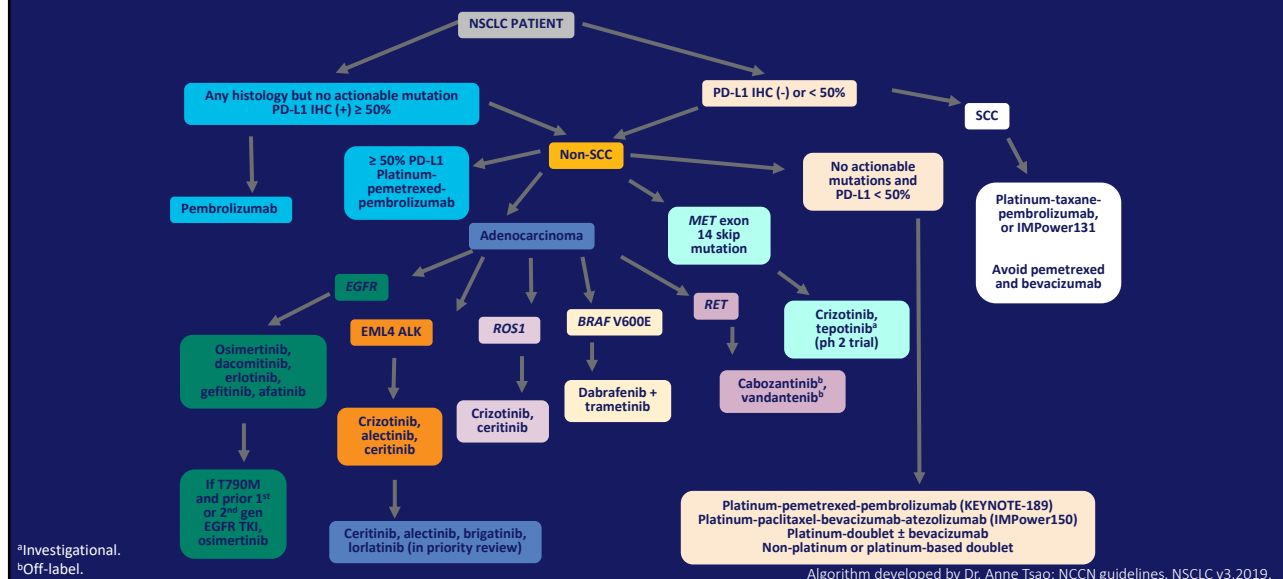 NSCLC PATIENT
Any histology but no actionable mutation
PD-L1 IHC (+) ≥ 50%
PD-L1 IHC (-) or < 50%
SCC
Non-SCC
≥ 50% PD-L1
Platinum-
pemetrexed-
pembrolizumab
No actionable
mutations and
PD-L1 < 50%
Pembrolizumab
Platinum-taxane-
pembrolizumab,
or IMPower131
Avoid pemetrexed
and bevacizumab
Adenocarcinoma
MET exon
14 skip
mutation
EGFR
EML4 ALK
ROS1
BRAF V600E
RET
Crizotinib,
tepotinibᵃ
(ph 2 trial)
Osimertinib,
dacomitinib,
erlotinib,
gefitinib, afatinib
Crizotinib,
alectinib,
ceritinib
Crizotinib,
ceritinib
Dabrafenib +
trametinib
Cabozantinibᵇ,
vandantenibᵇ
If T790M
and prior 1ˢᵗ
or 2ⁿᵈ gen
EGFR TKI,
osimertinib
Ceritinib, alectinib, brigatinib,
lorlatinib (in priority review)
Platinum-pemetrexed-pembrolizumab (KEYNOTE-189)
Platinum-paclitaxel-bevacizumab-atezolizumab (IMPower150)
Platinum-doublet ± bevacizumab
Non-platinum or platinum-based doublet
ᵃInvestigational.
ᵇOff-label.
Algorithm developed by Dr. Anne Tsao; NCCN guidelines. NSCLC v3.2019